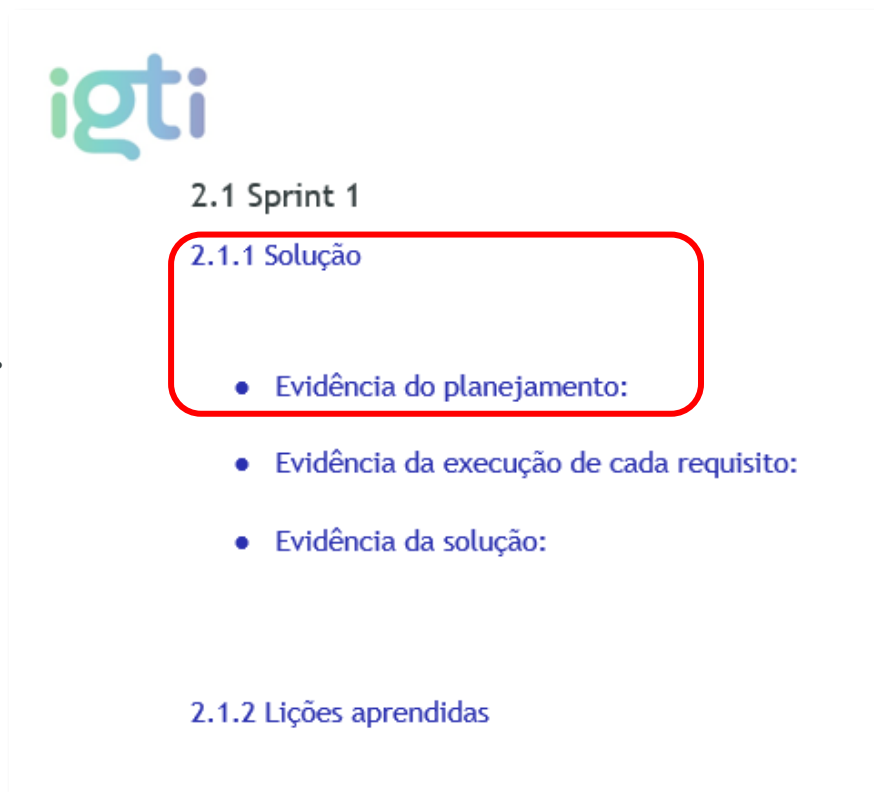 igti
2.1 Sprint 1
2.1.1 Solução
• Evidência do planejamento:
• Evidência da execução de cada requisito:
• Evidência da solução:
2.1.2 Lições aprendidas